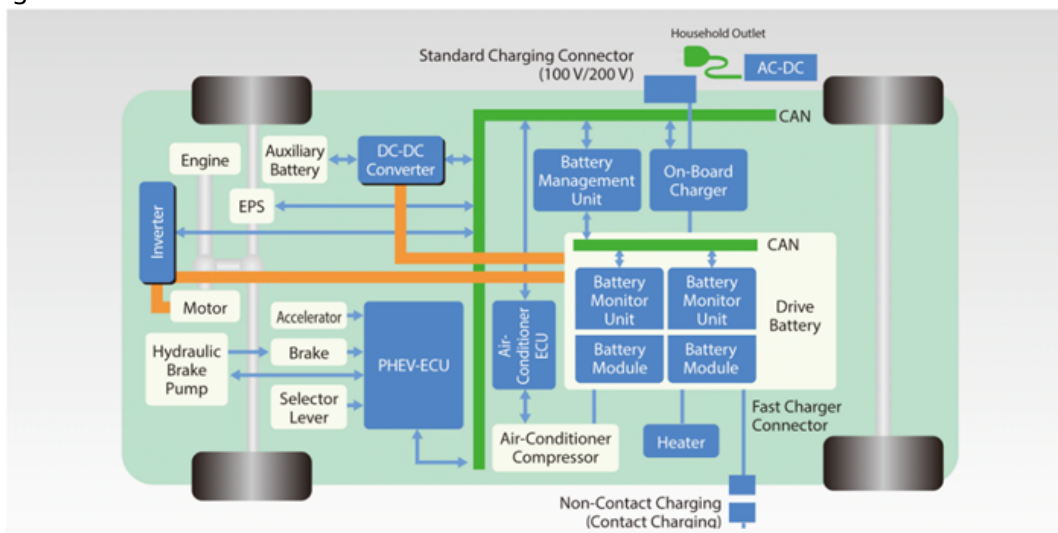 Household Outlet
Standard Charging Connector
(100 V/200 V)
AC-DC
CAN
Engine
Auxiliary
Battery
DC-DC
Converter
Battery
Management
Unit
On-Board
Charger
EPS
Inverter
CAN
Motor
Battery
Monitor
Unit
Battery
Monitor
Unit
Drive
Battery
Accelerator
Hydraulic
Brake
Pump
Brake
PHEV-ECU
Air-
Conditioner
ECU
Battery
Module
Battery
Module
Selector
Lever
Fast Charger
Connector
Air-Conditioner
Compressor
Heater
Non-Contact Charging
(Contact Charging)